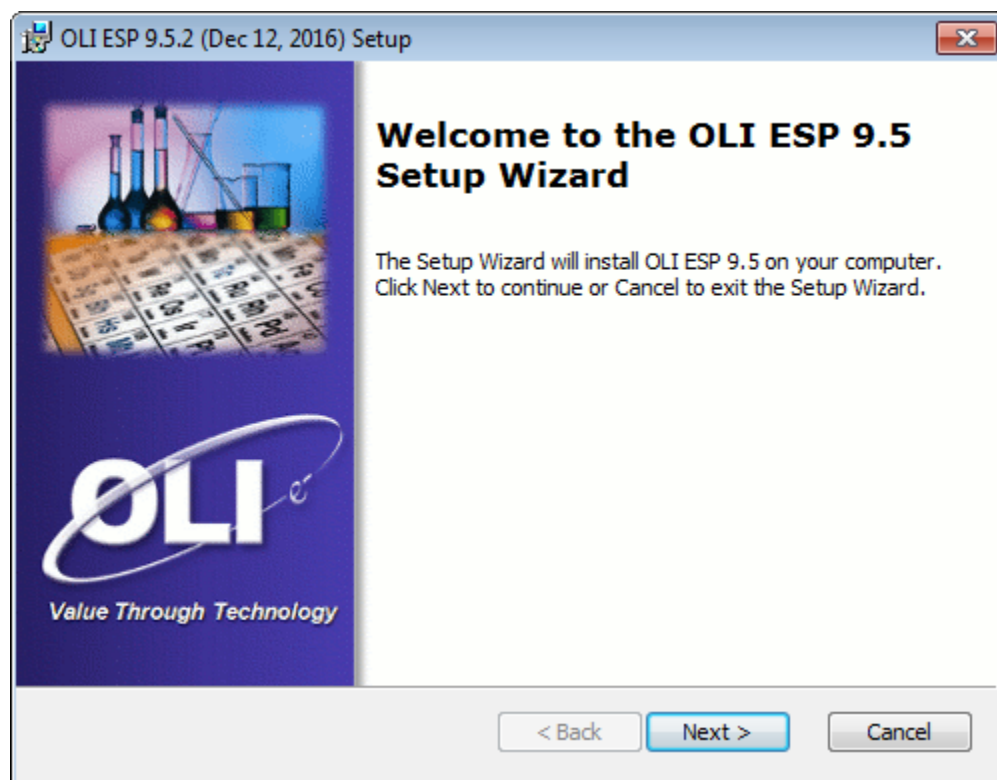 OLI ESP 9.5.2 (Dec 12, 2016) Setup
Welcome to the OLI ESP 9.5
Setup Wizard
The Setup Wizard will install OLI ESP 9.5 on your computer.
Click Next to continue or Cancel to exit the Setup Wizard.
OLI
e-
Value Through Technology
< Back
Next >
Cancel